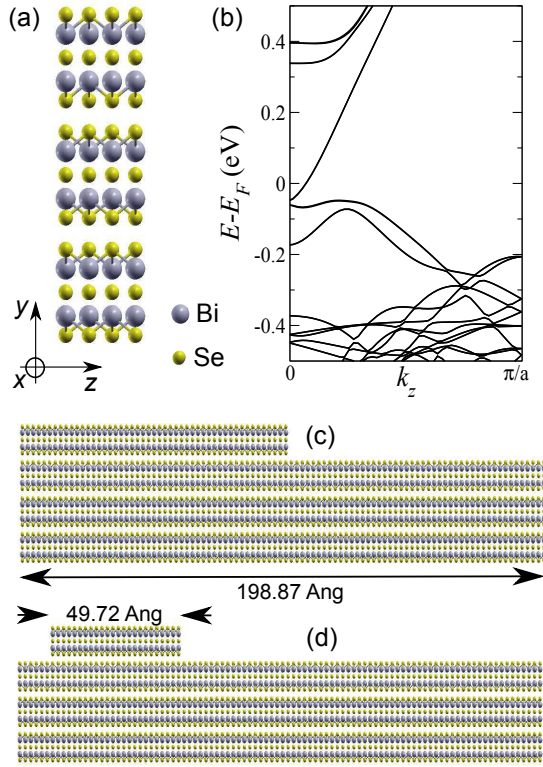 (a)
y
x
z
Bi
Se
(b)
E-E_F (eV)
0.4
0.2
0
-0.2
-0.4
0
k_z
π/a
(c)
198.87 Ang
49.72 Ang
(d)